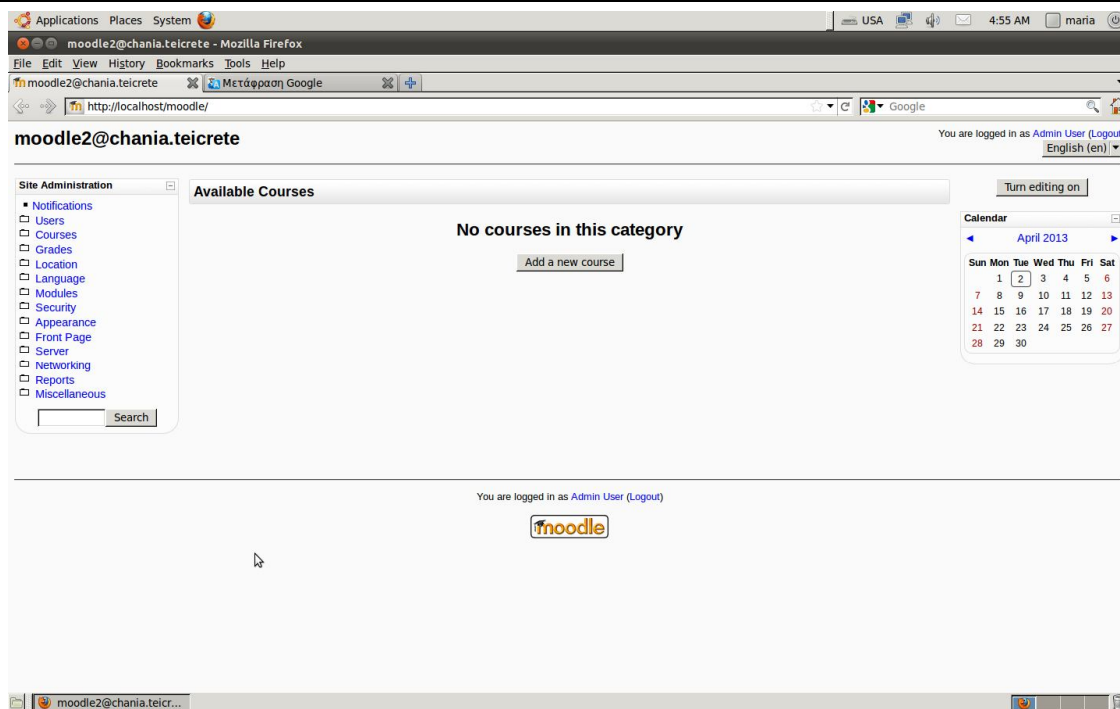 Applications Places System USA 4:55 AM maria
moodle2@chania.teicrete - Mozilla Firefox
File Edit View History Bookmarks Tools Help
moodle2@chania.teicrete Μετάφραση Google
http://localhost/moodle/ Google
moodle2@chania.teicrete
You are logged in as Admin User (Logout
English (en)
Site Administration
Notifications
Users
Courses
Grades
Location
Language
Modules
Security
Appearance
Front Page
Server
Networking
Reports
Miscellaneous
Search
Available Courses
No courses in this category
Add a new course
Turn editing on
Calendar
April 2013
Sun Mon Tue Wed Thu Fri Sat
1 2 3 4 5 6
7 8 9 10 11 12 13
14 15 16 17 18 19 20
21 22 23 24 25 26 27
28 29 30
You are logged in as Admin User (Logout)
moodle
moodle2@chania.teicr...